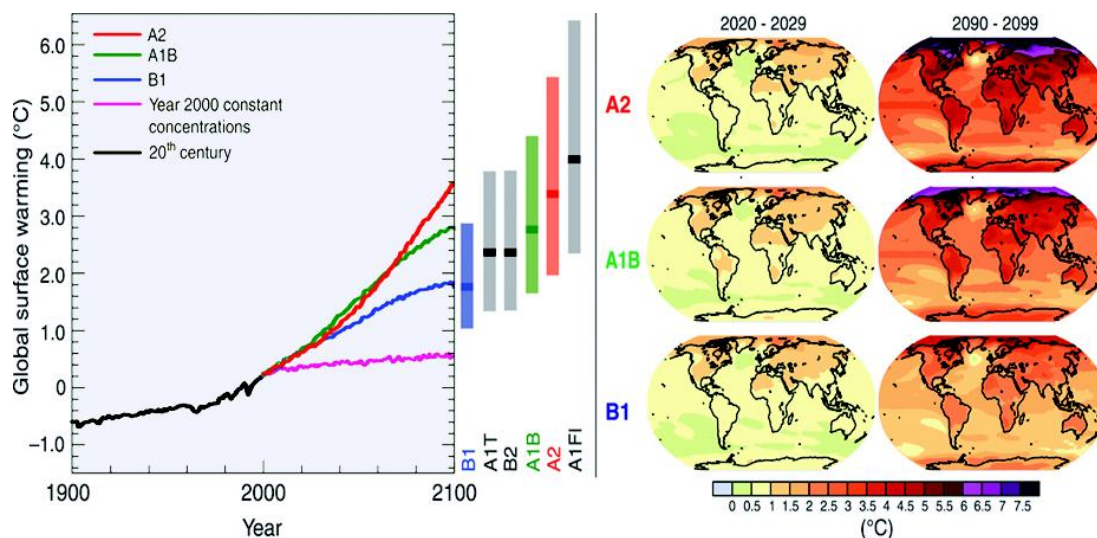 6.0
5.0
4.0
3.0
2.0
1.0
0
−1.0
Global surface warming (°C)
A2
A1B
B1
Year 2000 constant
concentrations
20th century
1900
2000
2100
Year
B1
A1T
B2
A1B
A2
A1FI
2020 - 2029
2090 - 2099
A2
A1B
B1
0 0.5 1 1.5 2 2.5 3 3.5 4 4.5 5 5.5 6 6.5 7 7.5
(°C)